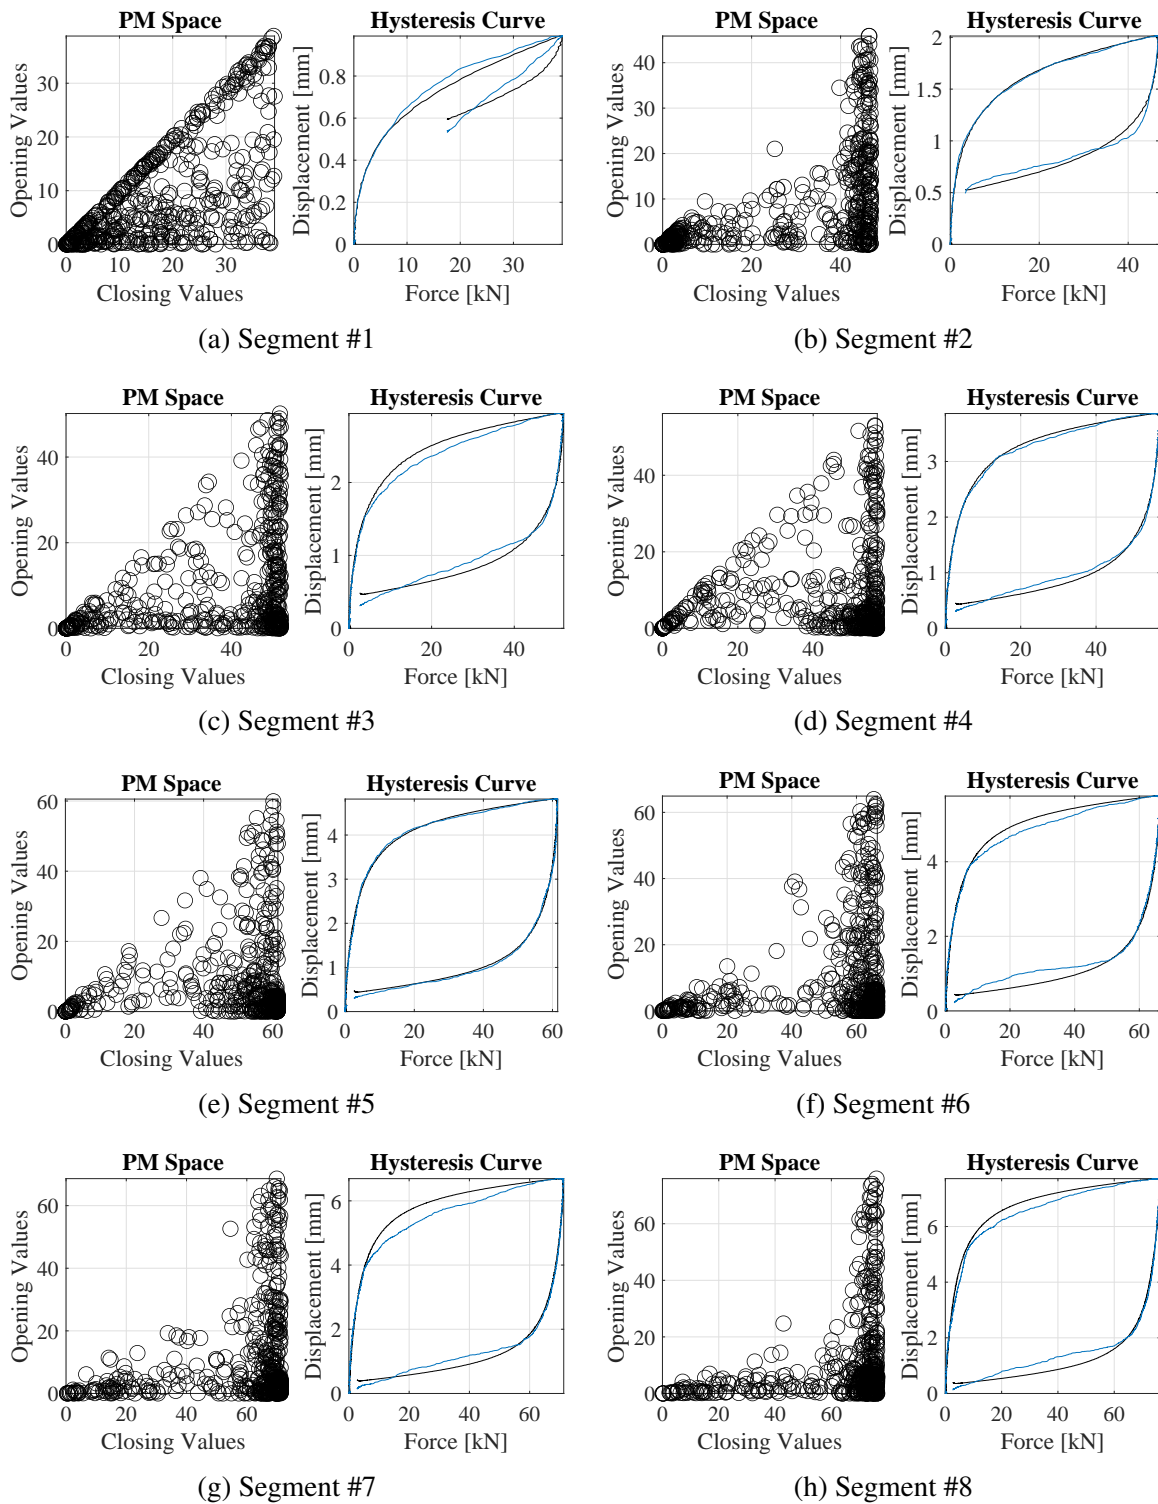 PM Space
Hysteresis Curve
PM Space
Hysteresis Curve
Opening Values
30
20
10
0
0 10 20 30
Closing Values
Displacement [mm]
0.8
0.6
0.4
0.2
0
0 10 20 30
Force [kN]
Opening Values
40
30
20
10
0
0 20 40
Closing Values
Displacement [mm]
2
1.5
1
0.5
0
0 20 40
Force [kN]
(a) Segment #1
(b) Segment #2
PM Space
Hysteresis Curve
PM Space
Hysteresis Curve
Opening Values
40
20
0
0 20 40
Closing Values
Displacement [mm]
2
1
0
0 20 40
Force [kN]
Opening Values
40
20
0
0 20 40
Closing Values
Displacement [mm]
3
2
1
0
0 20 40
Force [kN]
(c) Segment #3
(d) Segment #4
PM Space
Hysteresis Curve
PM Space
Hysteresis Curve
Opening Values
60
40
20
0
0 20 40 60
Closing Values
Displacement [mm]
4
3
2
1
0
0 20 40 60
Force [kN]
Opening Values
60
40
20
0
0 20 40 60
Closing Values
Displacement [mm]
4
2
0
0 20 40 60
Force [kN]
(e) Segment #5
(f) Segment #6
PM Space
Hysteresis Curve
PM Space
Hysteresis Curve
Opening Values
60
40
20
0
0 20 40 60
Closing Values
Displacement [mm]
6
4
2
0
0 20 40 60
Force [kN]
Opening Values
60
40
20
0
0 20 40 60
Closing Values
Displacement [mm]
6
4
2
0
0 20 40 60
Force [kN]
(g) Segment #7
(h) Segment #8